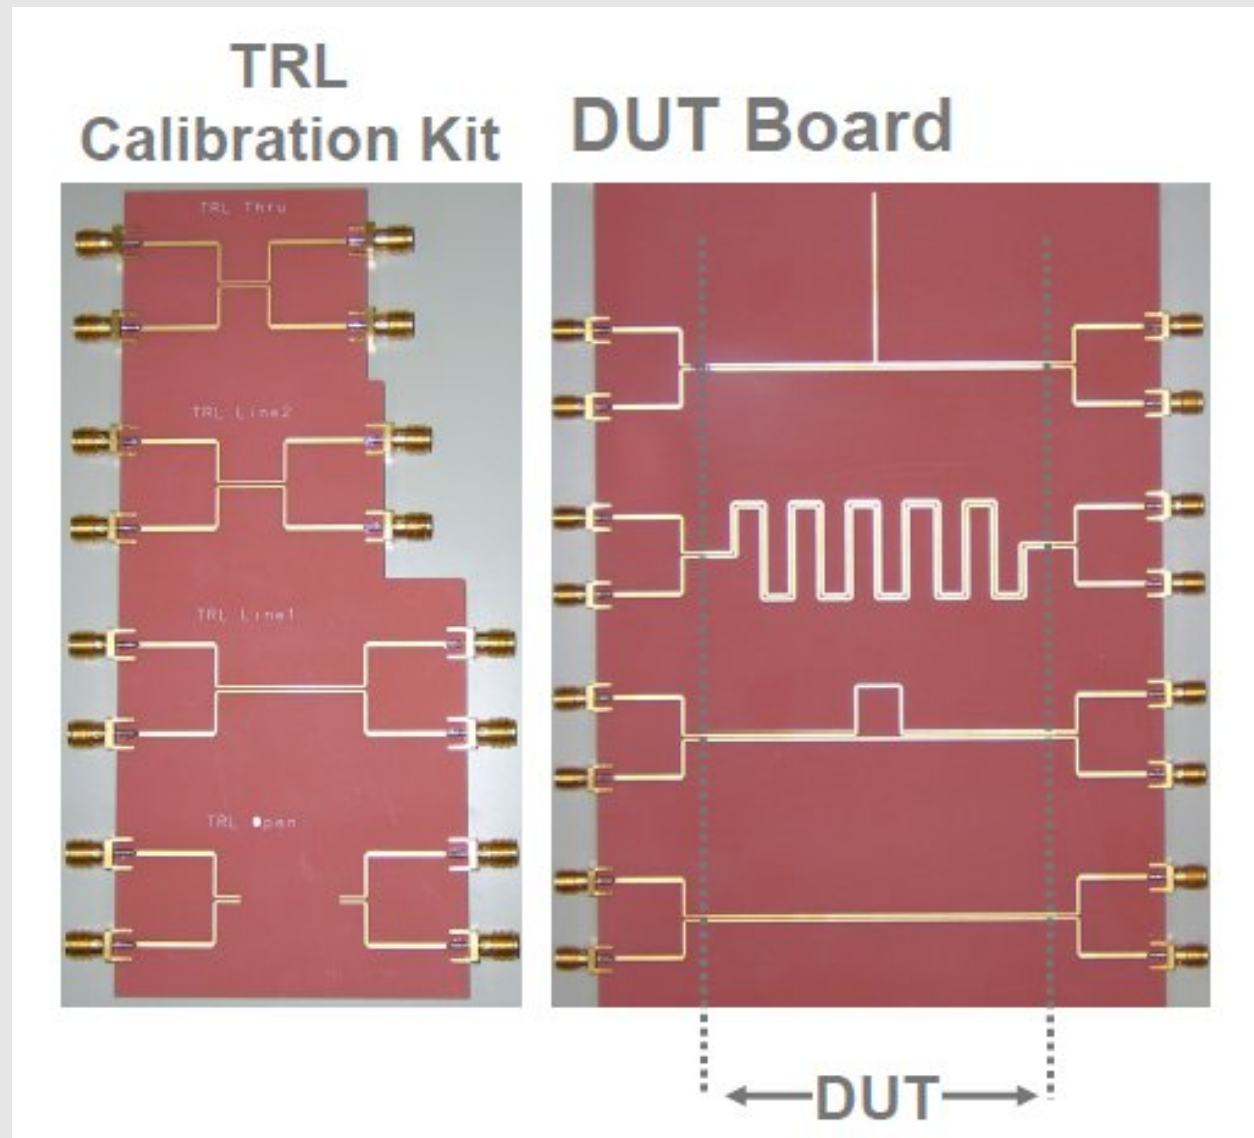 TRL
Calibration Kit
DUT Board
TRL Thru
TRL Line2
TRL Line1
TRL Open
DUT